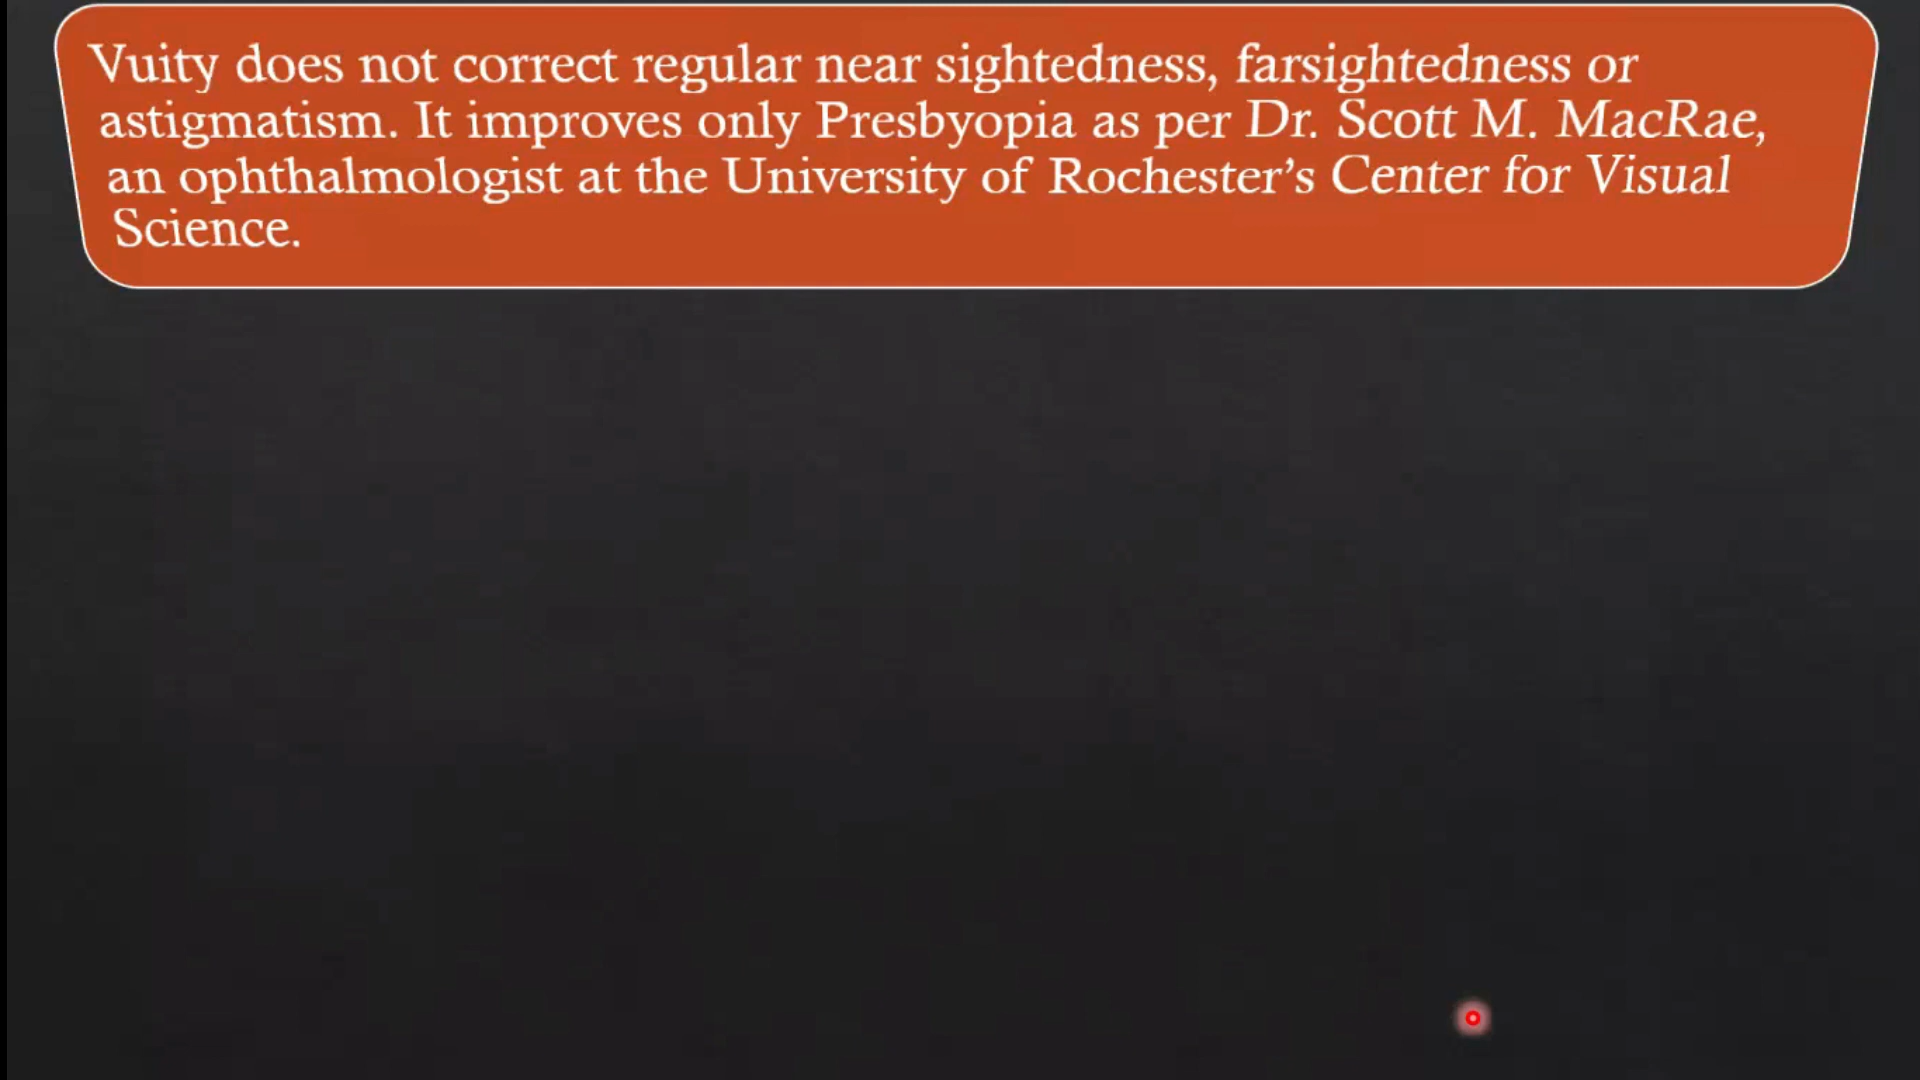 Vuity does not correct regular near sightedness, farsightedness or
astigmatism. It improves only Presbyopia as per Dr. Scott M. MacRae,
an ophthalmologist at the University of Rochester’s Center for Visual
Science.